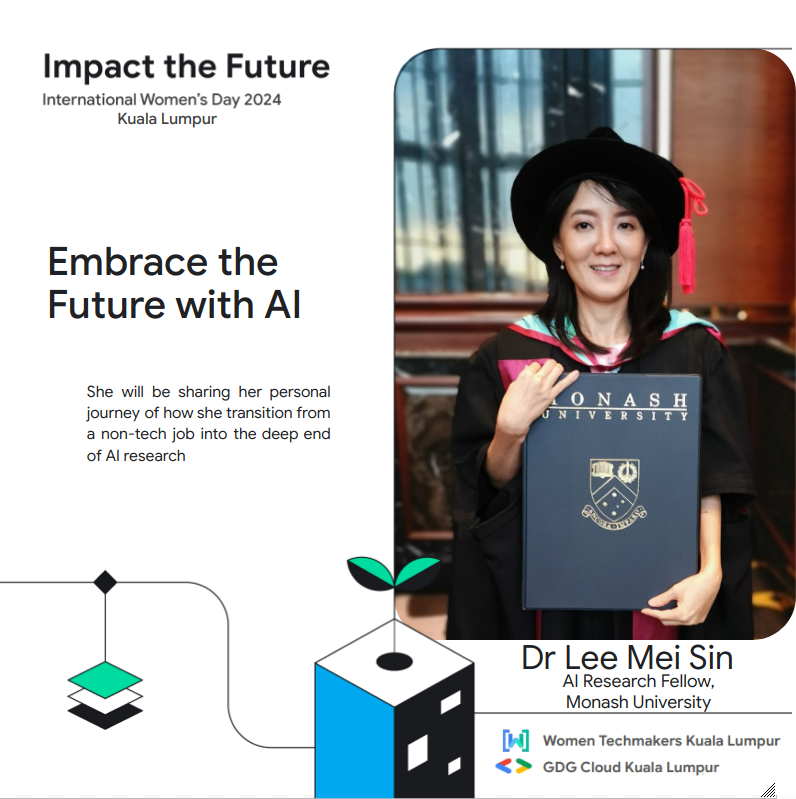 Impact the Future
International Women's Day 2024
Kuala Lumpur
Embrace the
Future with AI
She will be sharing her personal
journey of how she transition from
a non-tech job into the deep end
of AI research
MONASH
UNIVERSITY
ANCORA IMPARO
Dr Lee Mei Sin
AI Research Fellow,
Monash University
Women Techmakers Kuala Lumpur
GDG Cloud Kuala Lumpur